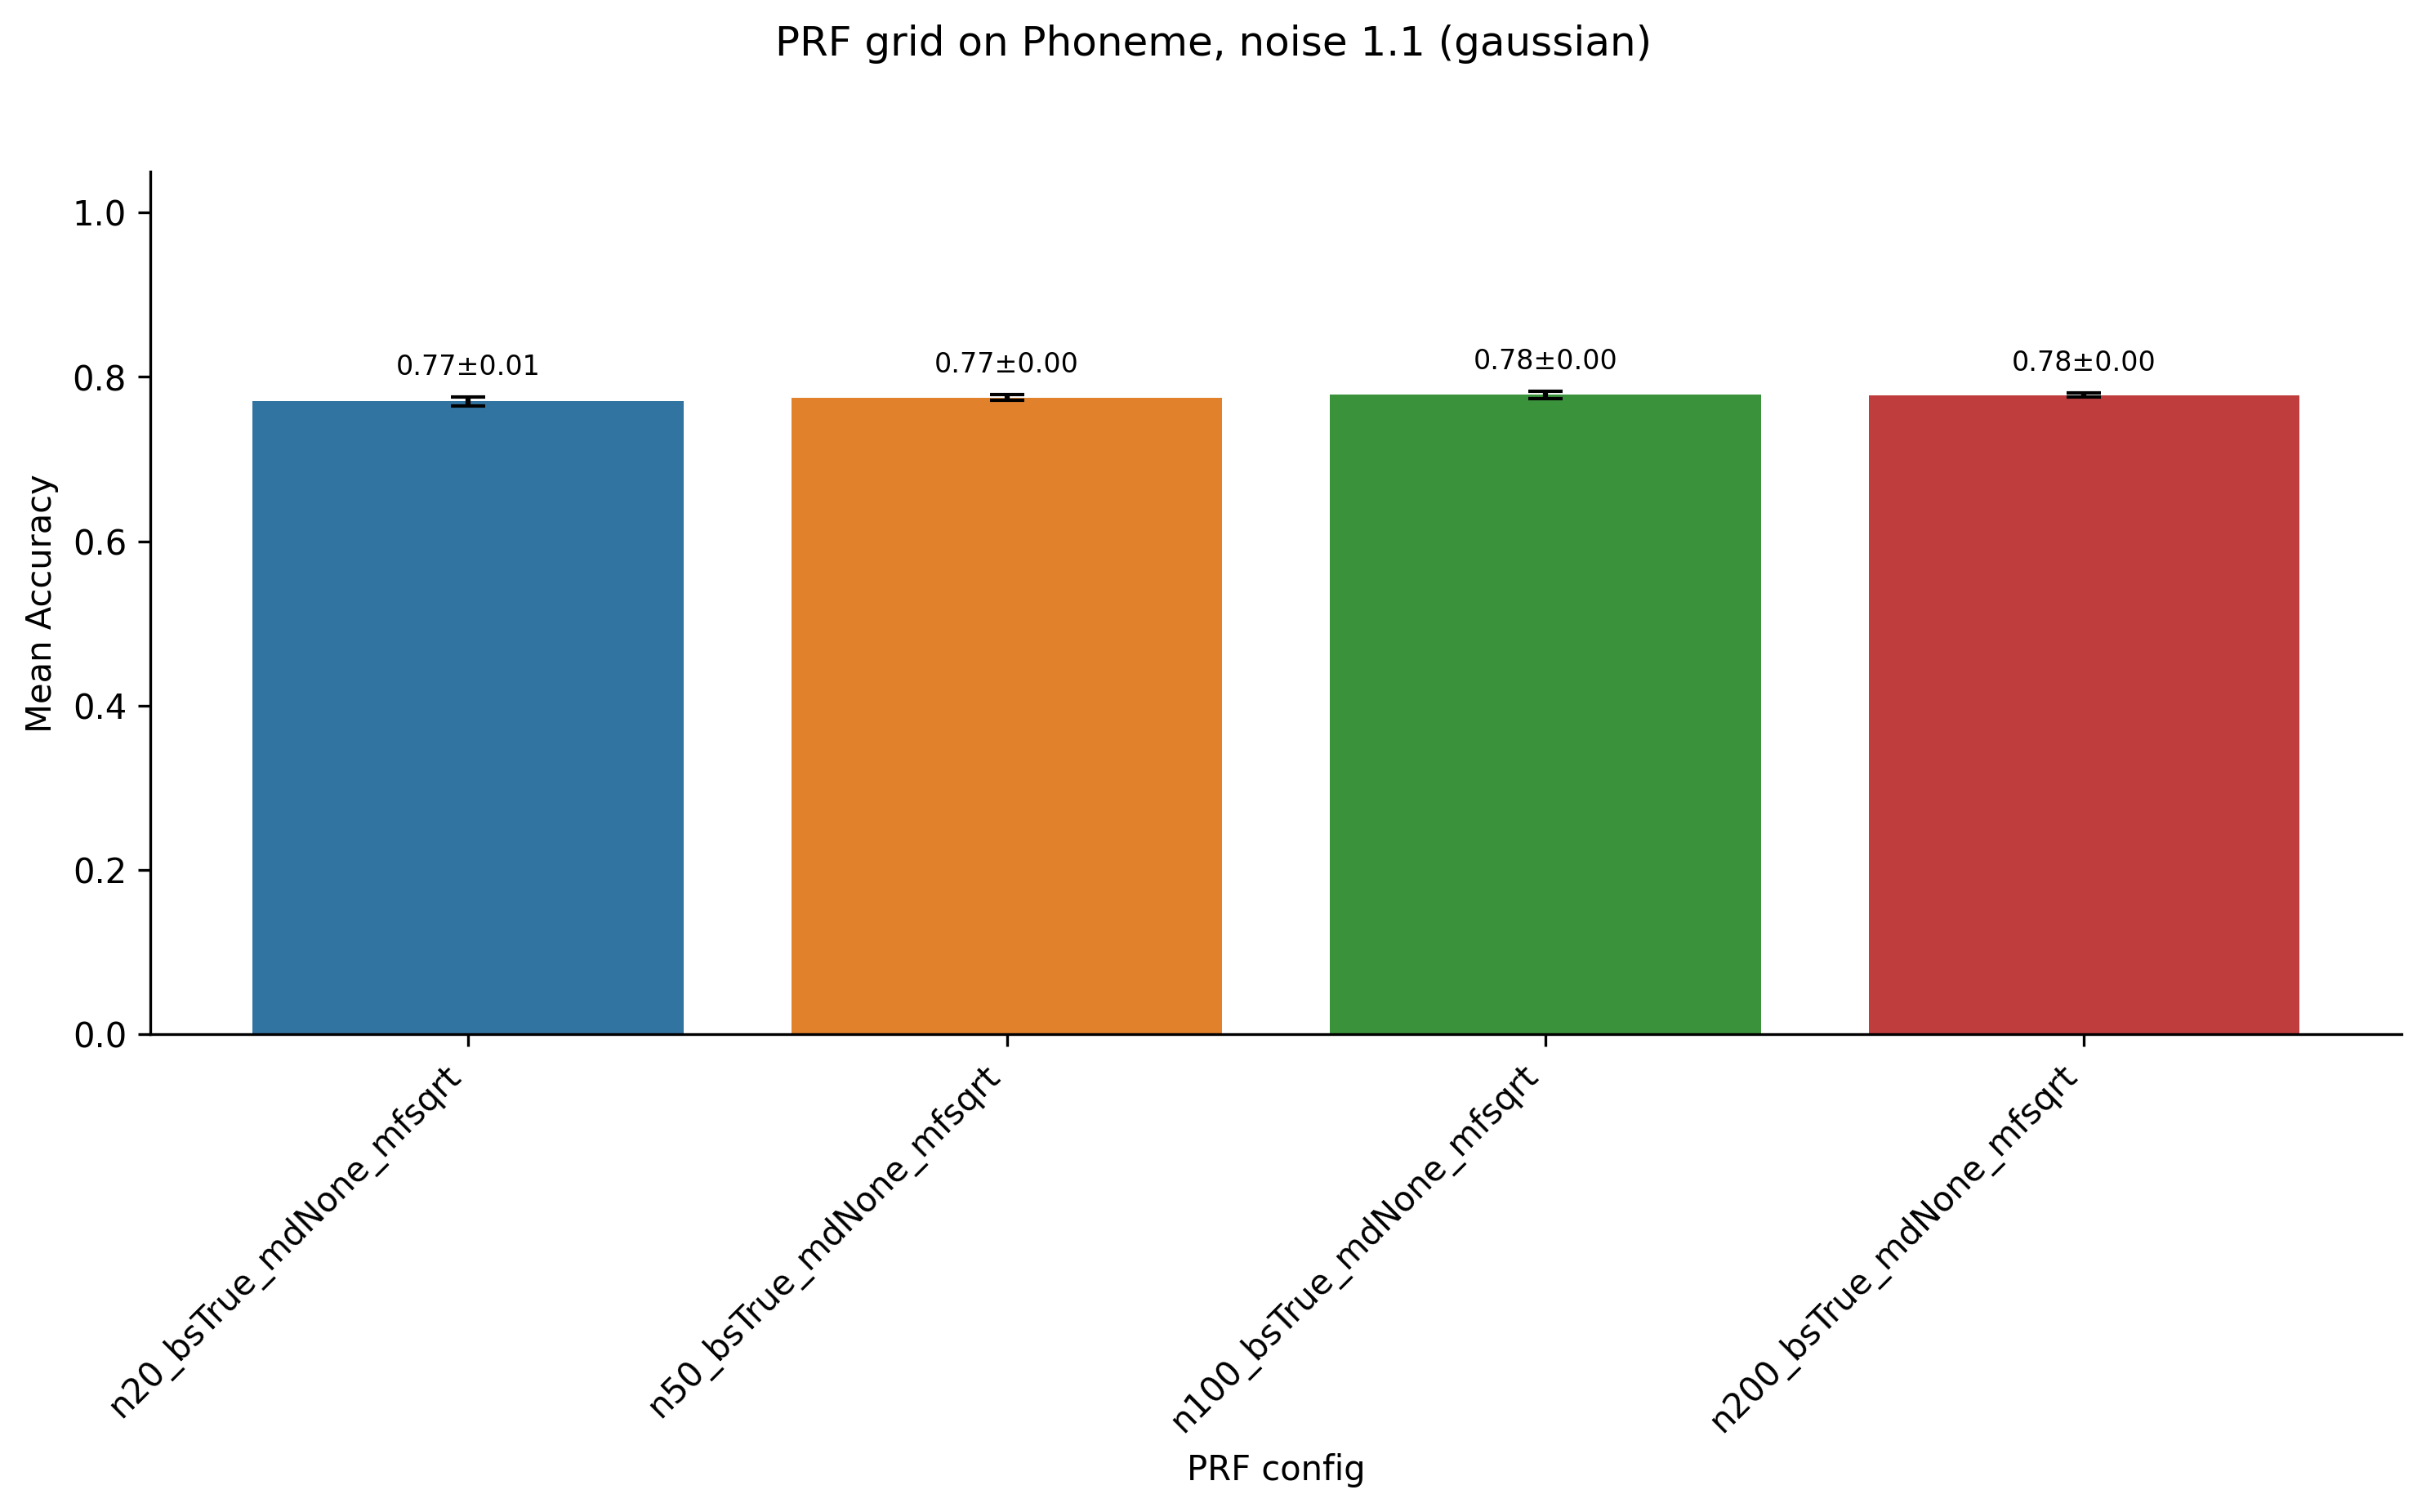 PRF grid on Phoneme, noise 1.1 (gaussian)
1.0
0.8
0.6
0.4
0.2
0.0
Mean Accuracy
0.77±0.01
0.77±0.00
0.78±0.00
0.78±0.00
n20_bsTrue_mdNone_mfsqrt
n50_bsTrue_mdNone_mfsqrt
n100_bsTrue_mdNone_mfsqrt
n200_bsTrue_mdNone_mfsqrt
PRF config